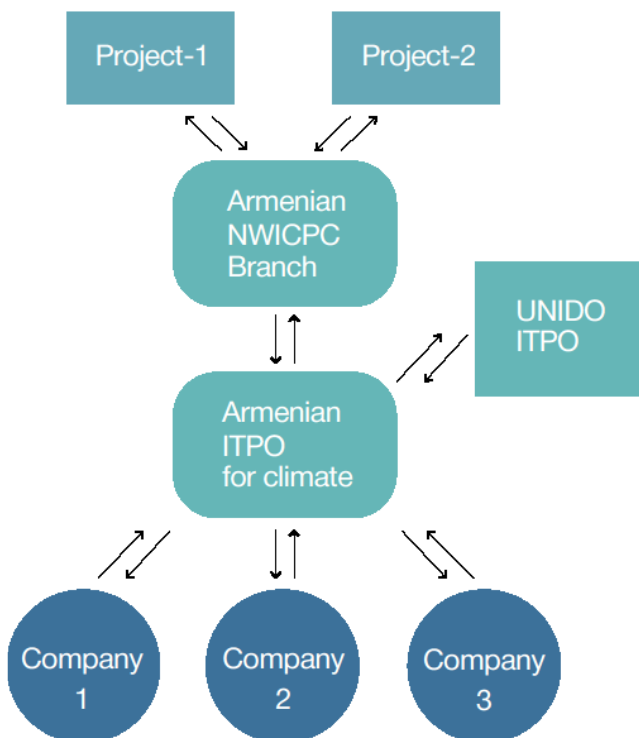 Project-1
Project-2
Armenian
NWICPC
Branch
UNIDO
ITPO
Armenian
ITPO
for climate
Company
1
Company
2
Company
3